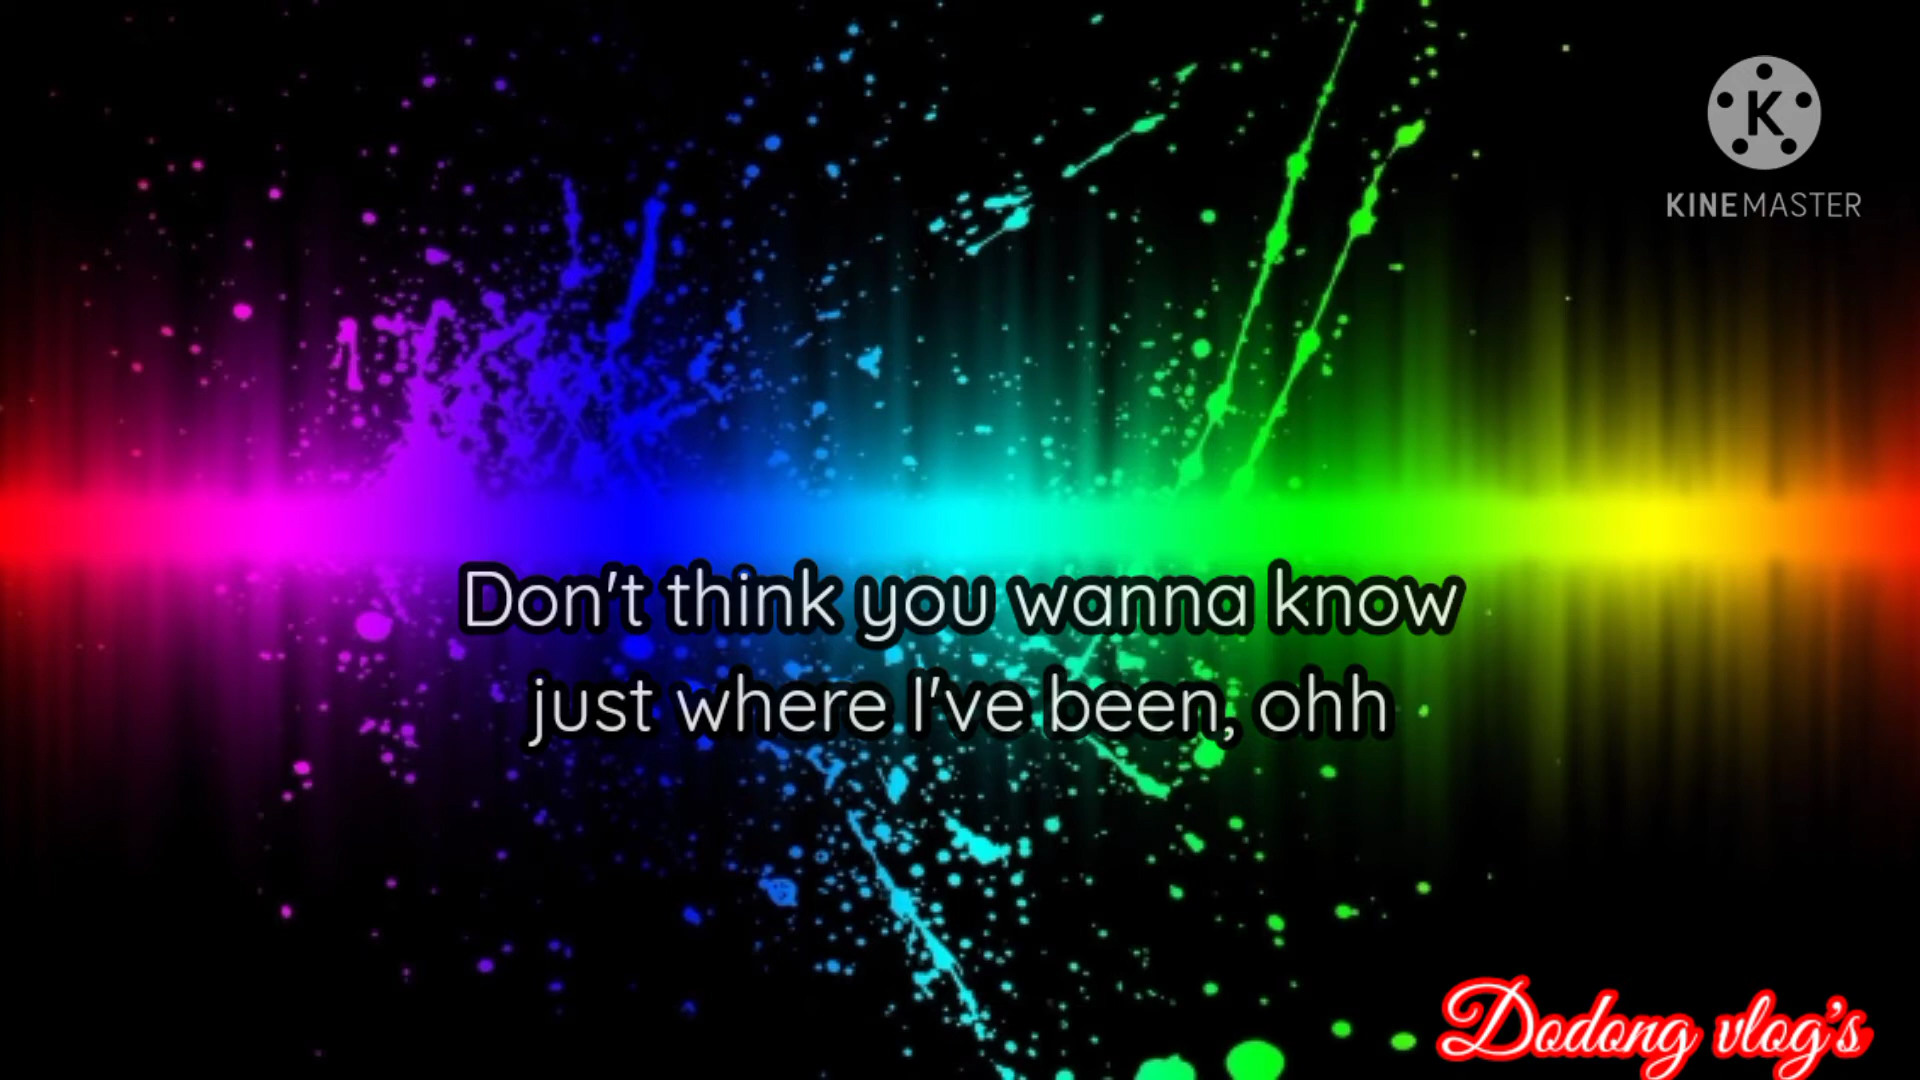 K
KINEMASTER
Don't think you wanna know
just where I've been, ohh
Dodong vlog's